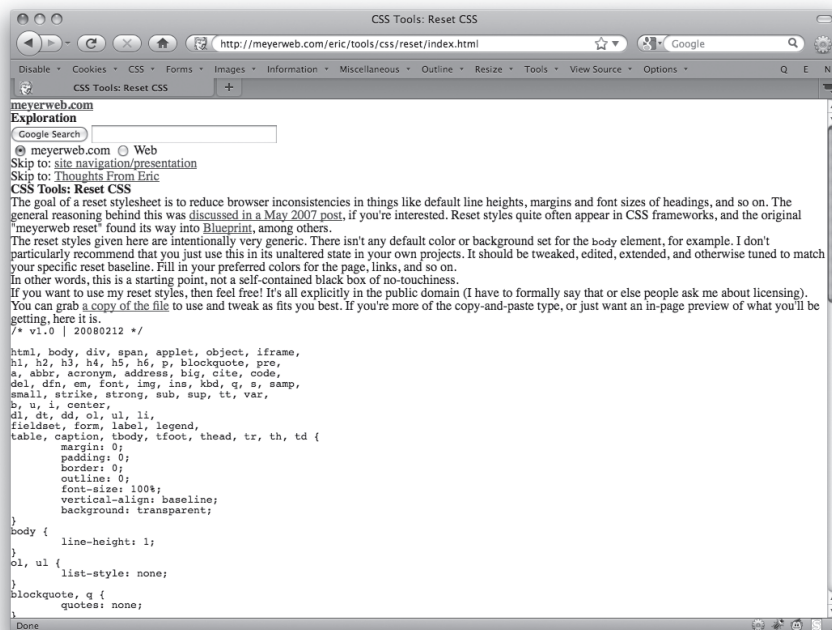 CSS Tools: Reset CSS
http://meyerweb.com/eric/tools/css/reset/index.html
Google
Disable Cookies CSS Forms Images Information Miscellaneous Outline Resize Tools View Source Options Q E N
CSS Tools: Reset CSS +
meyerweb.com
Exploration
Google Search
meyerweb.com Web
Skip to: site navigation/presentation
Skip to: Thoughts From Eric
CSS Tools: Reset CSS
The goal of a reset stylesheet is to reduce browser inconsistencies in things like default line heights, margins and font sizes of headings, and so on. The
general reasoning behind this was discussed in a May 2007 post, if you're interested. Reset styles quite often appear in CSS frameworks, and the original
"meyerweb reset" found its way into Blueprint, among others.
The reset styles given here are intentionally very generic. There isn't any default color or background set for the body element, for example. I don't
particularly recommend that you just use this in its unaltered state in your own projects. It should be tweaked, edited, extended, and otherwise tuned to match
your specific reset baseline. Fill in your preferred colors for the page, links, and so on.
In other words, this is a starting point, not a self-contained black box of no-touchiness.
If you want to use my reset styles, then feel free! It's all explicitly in the public domain (I have to formally say that or else people ask me about licensing).
You can grab a copy of the file to use and tweak as fits you best. If you're more of the copy-and-paste type, or just want an in-page preview of what you'll be
getting, here it is.
/* v1.0 | 20080212 */
html, body, div, span, applet, object, iframe,
h1, h2, h3, h4, h5, h6, p, blockquote, pre,
a, abbr, acronym, address, big, cite, code,
del, dfn, em, font, img, ins, kbd, q, s, samp,
small, strike, strong, sub, sup, tt, var,
b, u, i, center,
dl, dt, dd, ol, ul, li,
fieldset, form, label, legend,
table, caption, tbody, tfoot, thead, tr, th, td {
margin: 0;
padding: 0;
border: 0;
outline: 0;
font-size: 100%;
vertical-align: baseline;
background: transparent;
}
body {
line-height: 1;
}
ol, ul {
list-style: none;
}
blockquote, q {
quotes: none;
}
Done